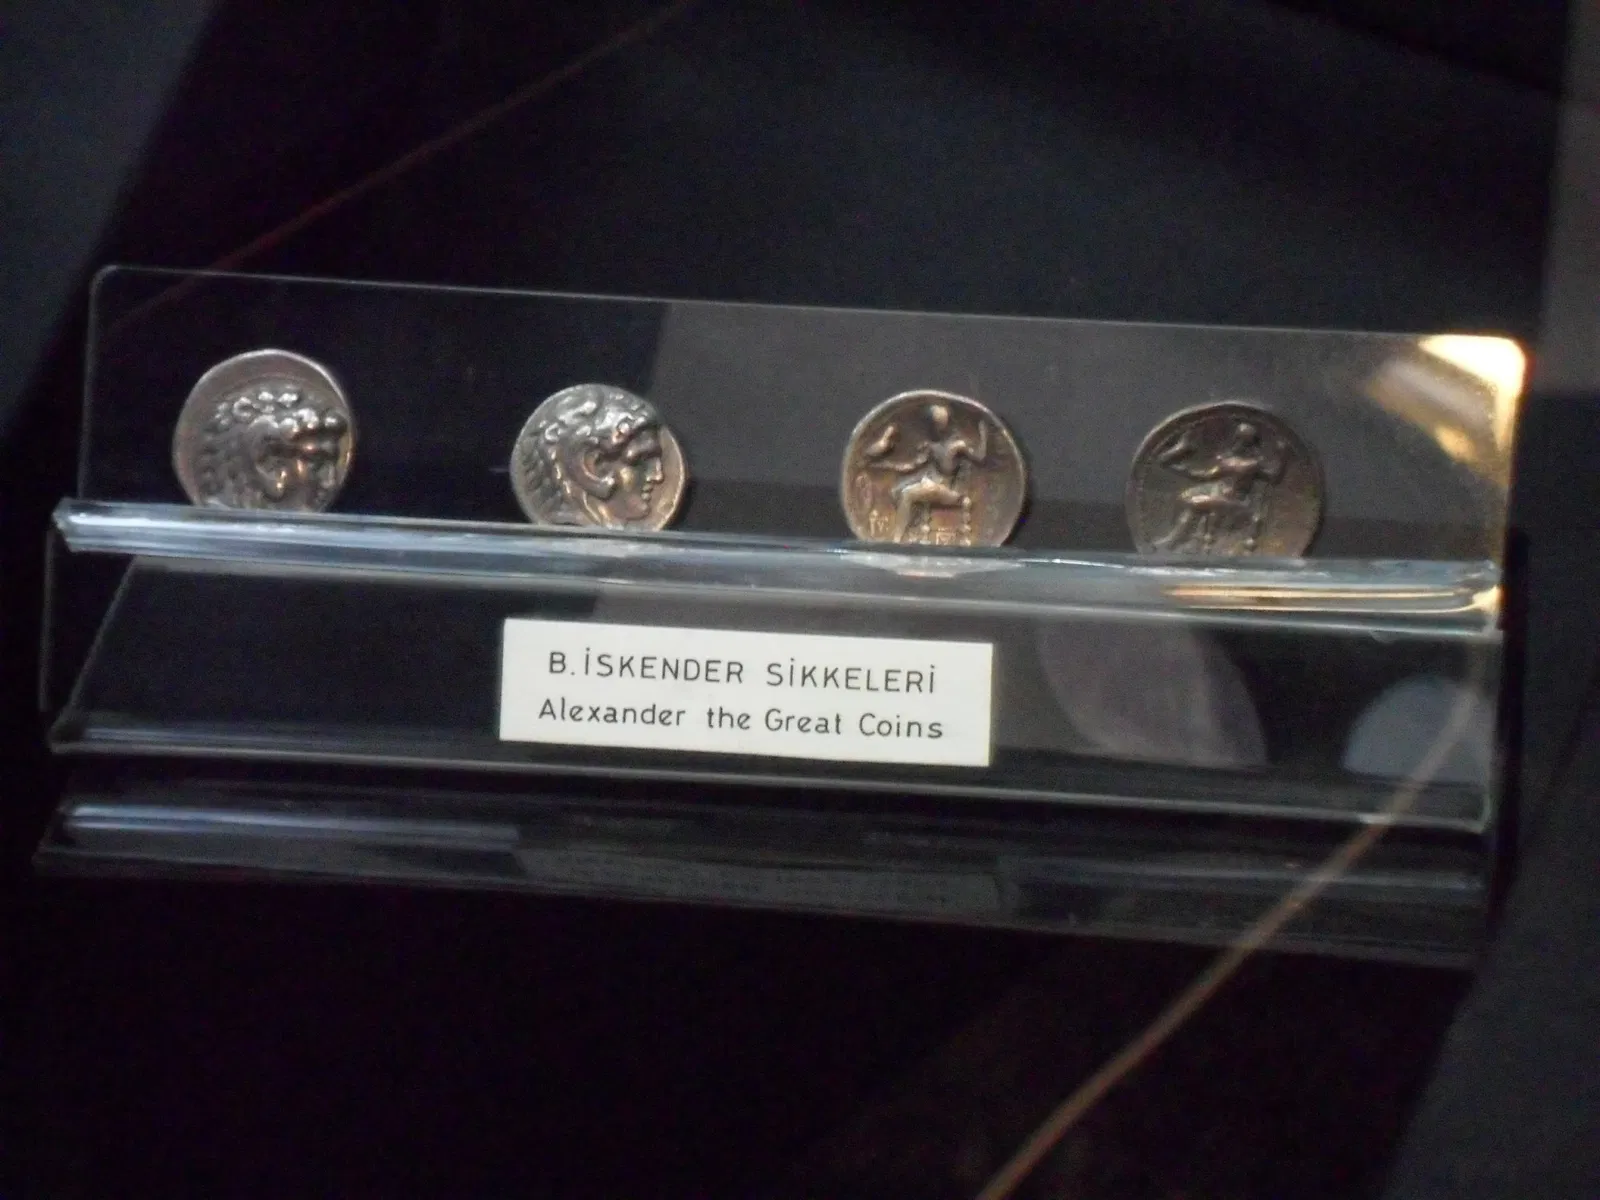 B. İSKENDER SİKKELERİ
Alexander the Great Coins